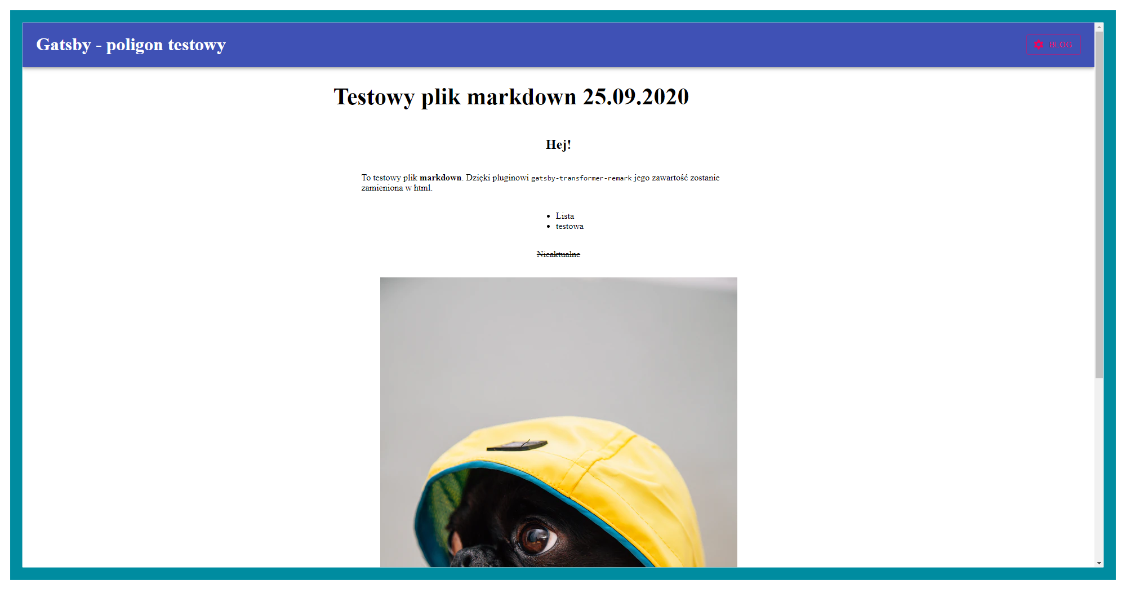 Gatsby - poligon testowy
Testowy plik markdown 25.09.2020
Hej!
To testowy plik markdown. Dzięki pluginowi gatsby-transformer-remark jego zawartość zostanie
zamieniona w html.
Lista
testowa
Nieaktualne